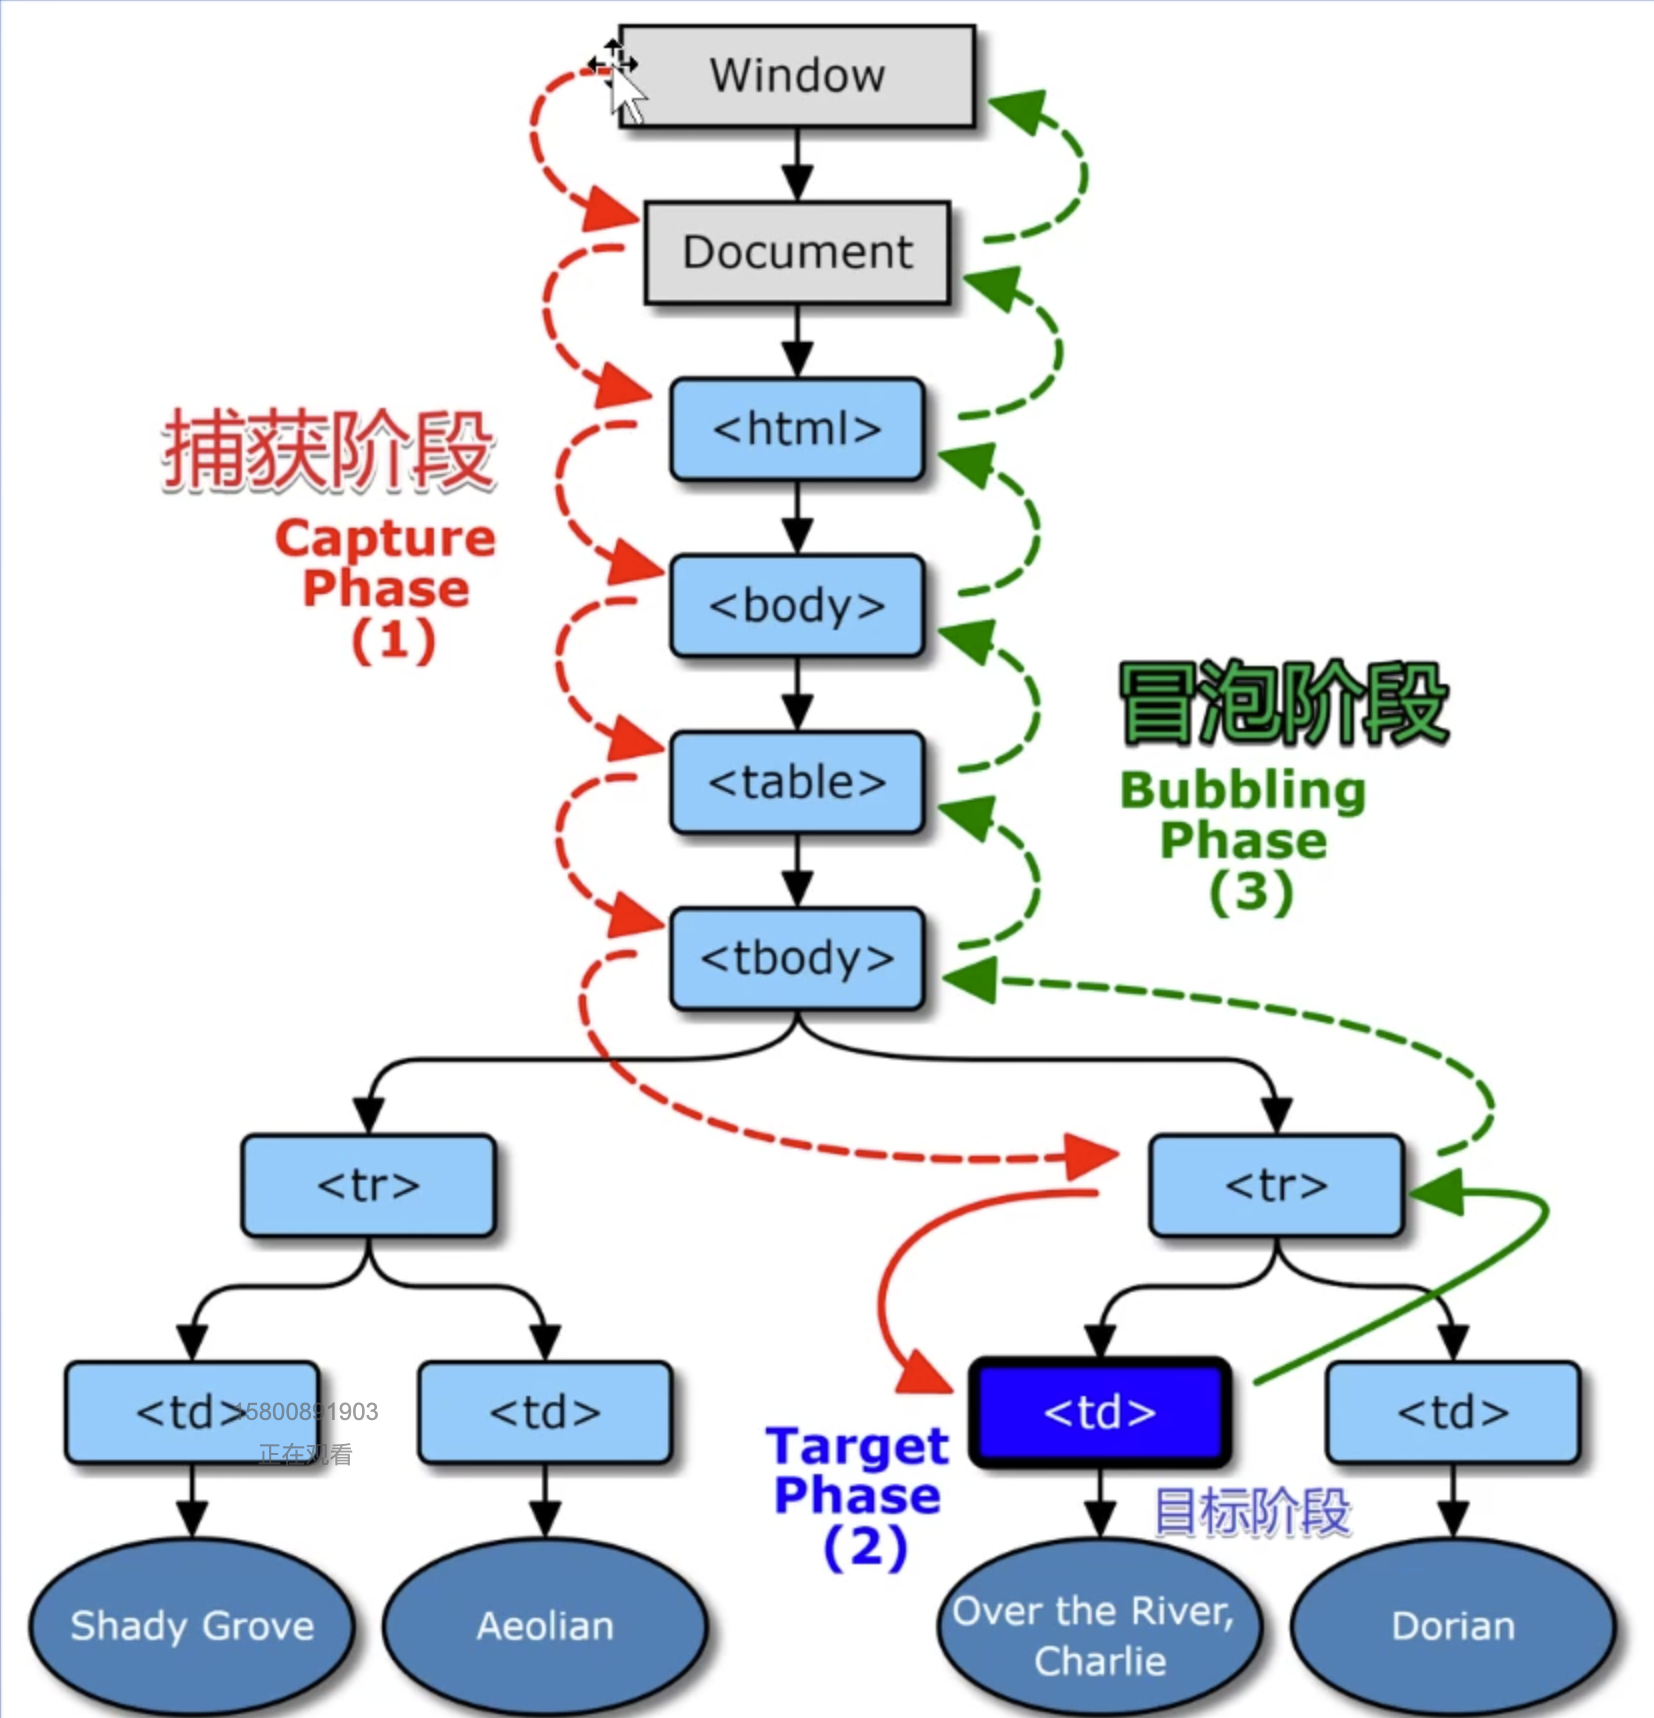 Window
Document
<html>
捕获阶段
Capture
Phase
(1)
<body>
<table>
冒泡阶段
Bubbling
Phase
(3)
<tbody>
<tr>
<tr>
<td>
<td>
<td>
<td>
15800891903
正在观看
Target
Phase
(2)
目标阶段
Shady Grove
Aeolian
Over the River,
Charlie
Dorian